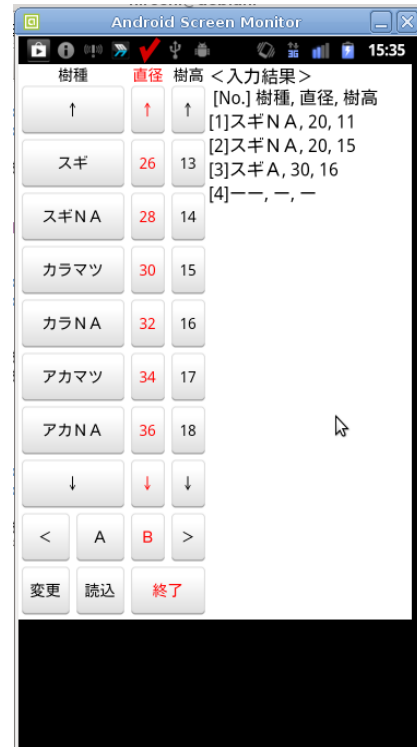 Android Screen Monitor
3G 15:35
樹種 直径 樹高 <入力結果>
[No.] 樹種, 直径, 樹高
[1]スギNA, 20, 11
[2]スギNA, 20, 15
[3]スギA, 30, 16
[4]ーー, ー, ー
↑ ↑ ↑
スギ 26 13
スギNA 28 14
カラマツ 30 15
カラNA 32 16
アカマツ 34 17
アカNA 36 18
↓ ↓ ↓
< A B >
変更 読込 終了